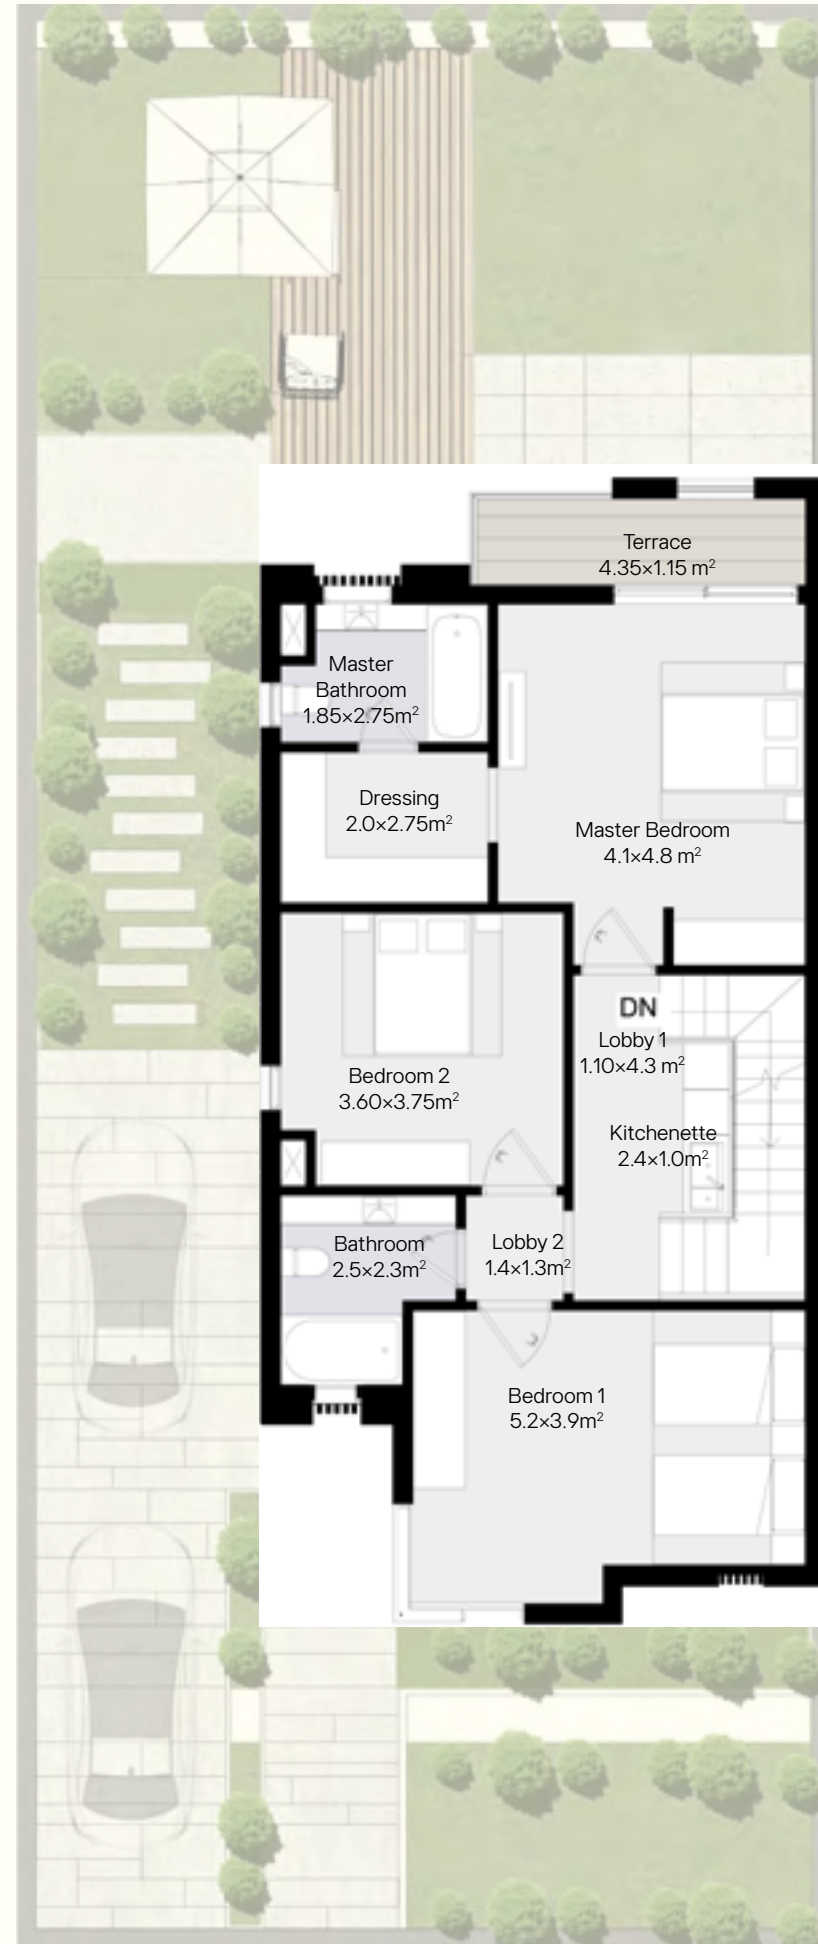 Terrace
4.35×1.15 m²
Master
Bathroom
1.85×2.75m²
Dressing
2.0×2.75m²
Master Bedroom
4.1×4.8 m²
DN
Lobby 1
1.10×4.3 m²
Bedroom 2
3.60×3.75m²
Kitchenette
2.4×1.0m²
Bathroom
2.5×2.3m²
Lobby 2
1.4×1.3m²
Bedroom 1
5.2×3.9m²